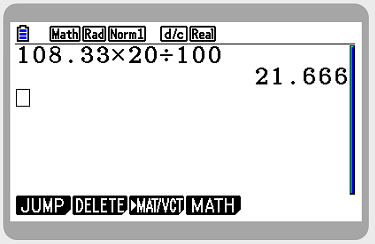 Math Rad Norm1 d/c Real
108.33×20÷100
21.666
JUMP DELETE ▶MAT/VCT MATH